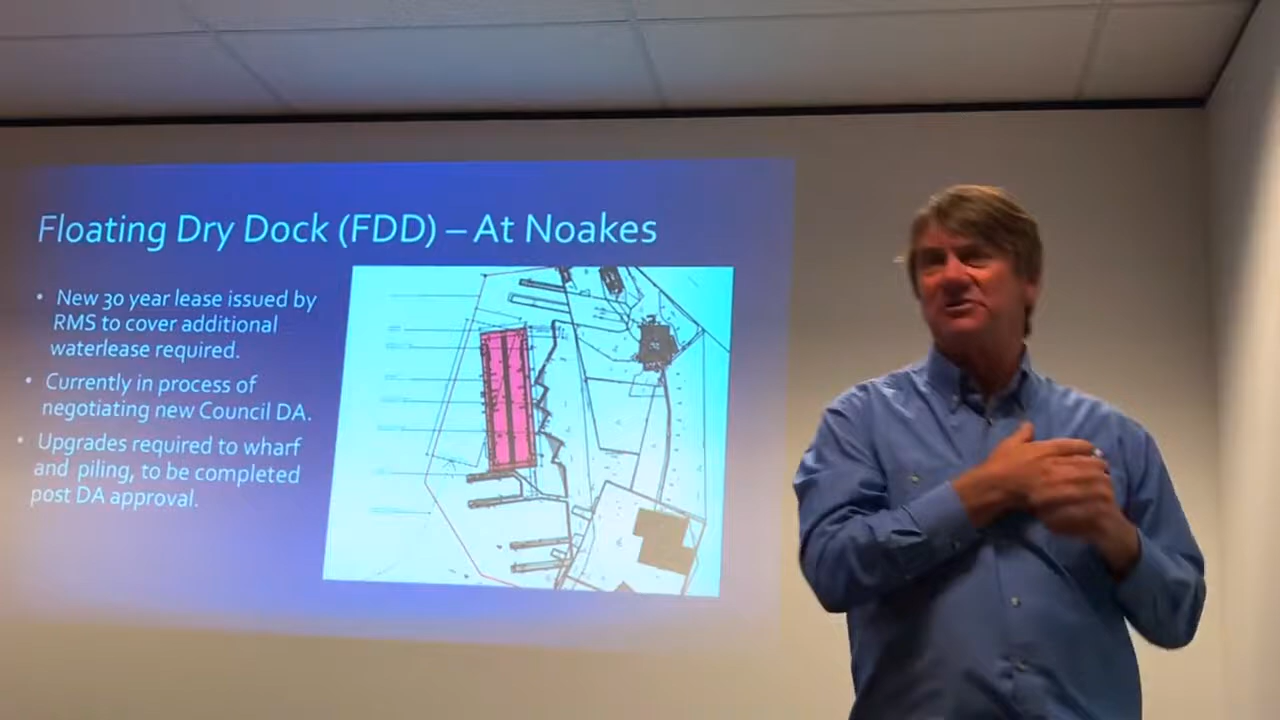 Floating Dry Dock (FDD) – At Noakes
• New 30 year lease issued by
RMS to cover additional
waterlease required.
• Currently in process of
negotiating new Council DA.
• Upgrades required to wharf
and piling, to be completed
post DA approval.